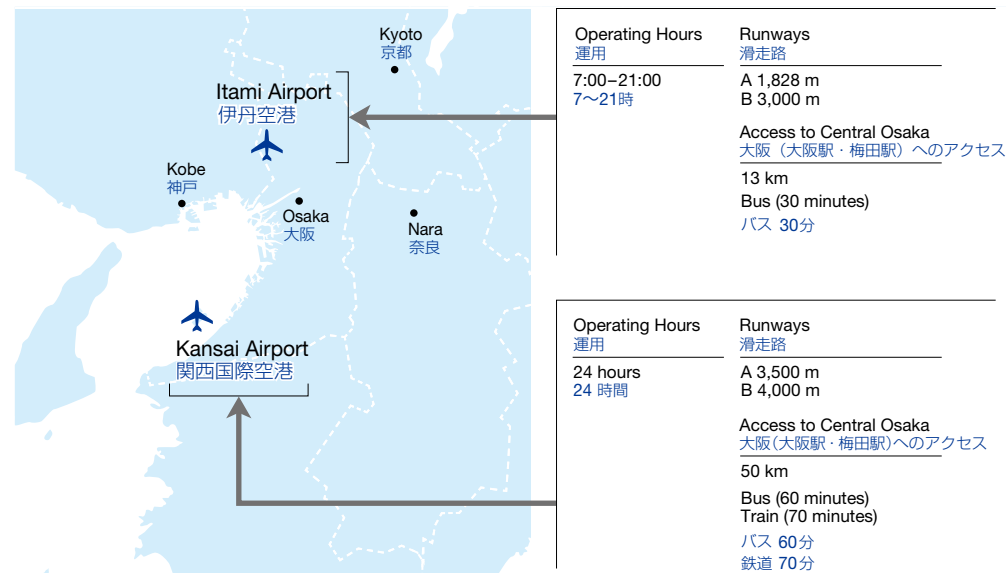 Kyoto
京都
Itami Airport
伊丹空港
Kobe
神戸
Osaka
大阪
Nara
奈良
Kansai Airport
関西国際空港
Operating Hours
運用
7:00–21:00
7〜21時
Runways
滑走路
A 1,828 m
B 3,000 m
Access to Central Osaka
大阪（大阪駅・梅田駅）へのアクセス
13 km
Bus (30 minutes)
バス 30分
Operating Hours
運用
24 hours
24 時間
Runways
滑走路
A 3,500 m
B 4,000 m
Access to Central Osaka
大阪(大阪駅・梅田駅)へのアクセス
50 km
Bus (60 minutes)
Train (70 minutes)
バス 60分
鉄道 70分